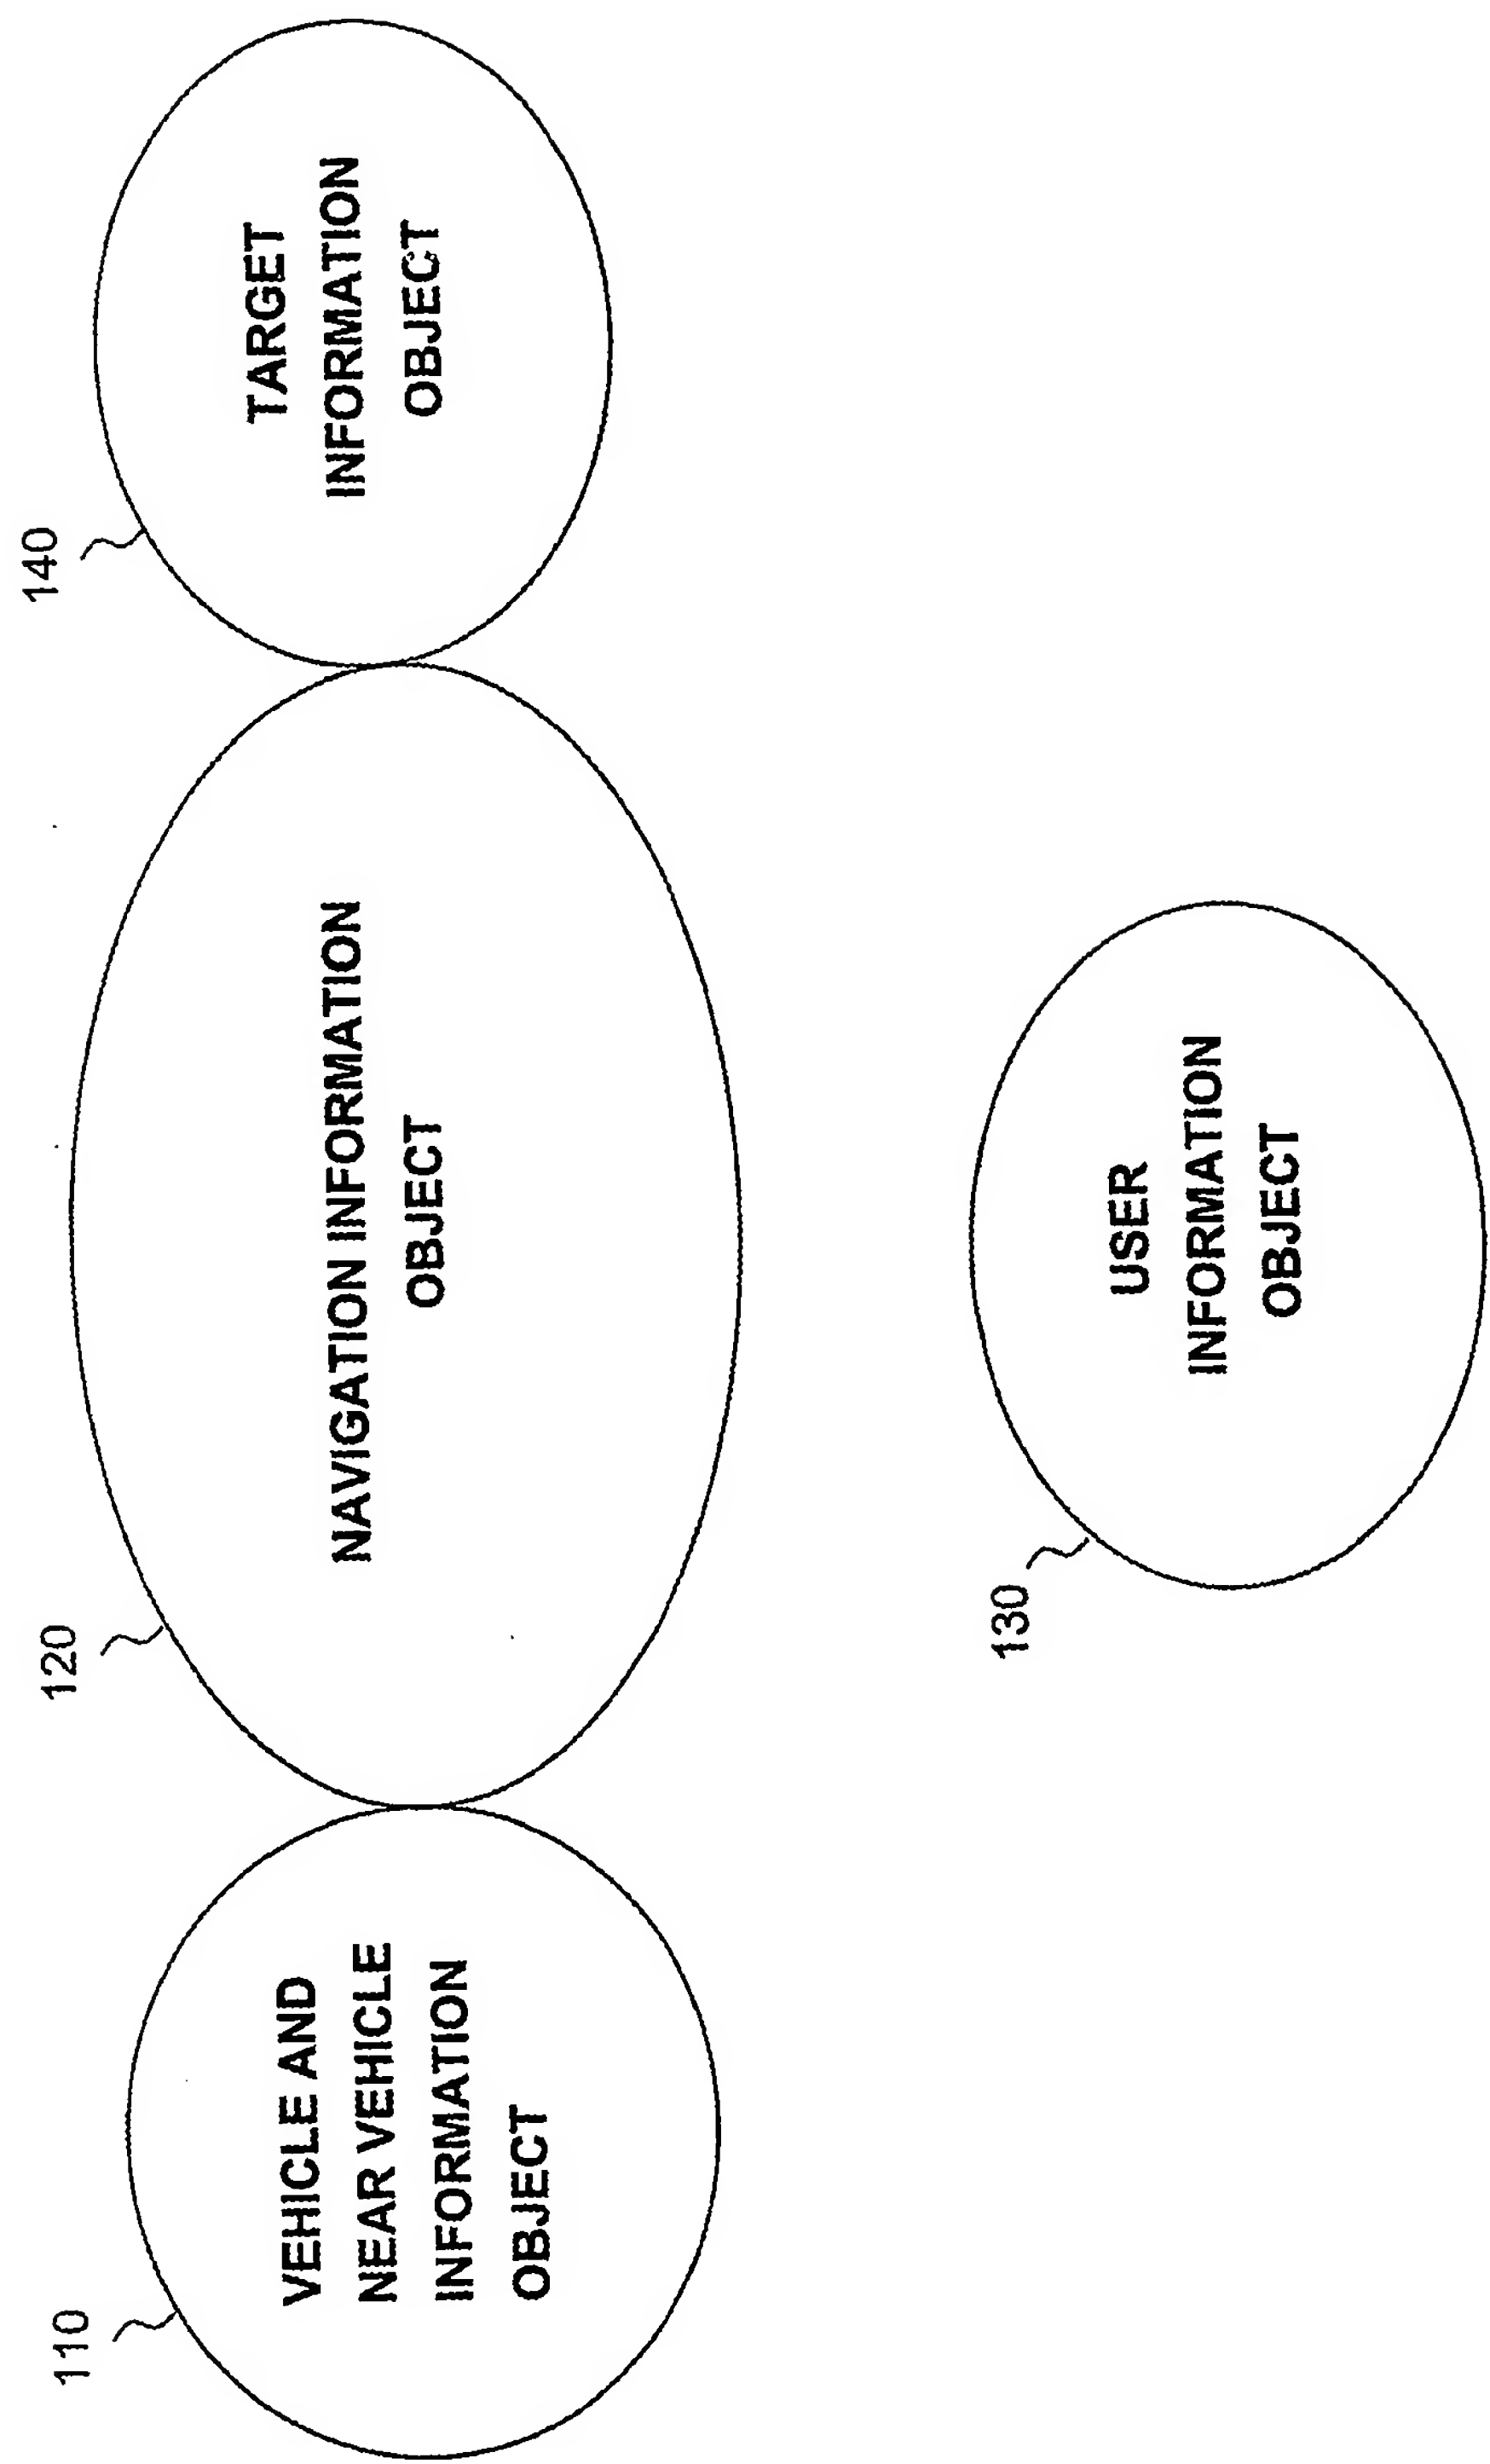 110
VEHICLE AND
NEAR VEHICLE
INFORMATION
OBJECT
120
NAVIGATION INFORMATION
OBJECT
140
TARGET
INFORMATION
OBJECT
130
USER
INFORMATION
OBJECT